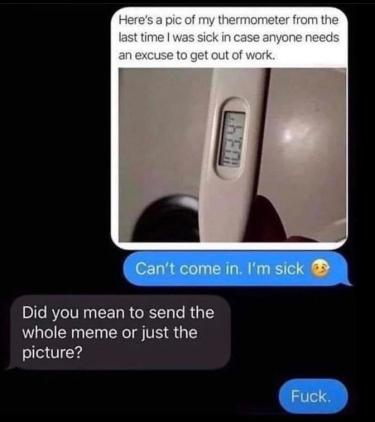 Here's a pic of my thermometer from the
last time I was sick in case anyone needs
an excuse to get out of work.
Can't come in. I'm sick 🤒
Did you mean to send the
whole meme or just the
picture?
Fuck.